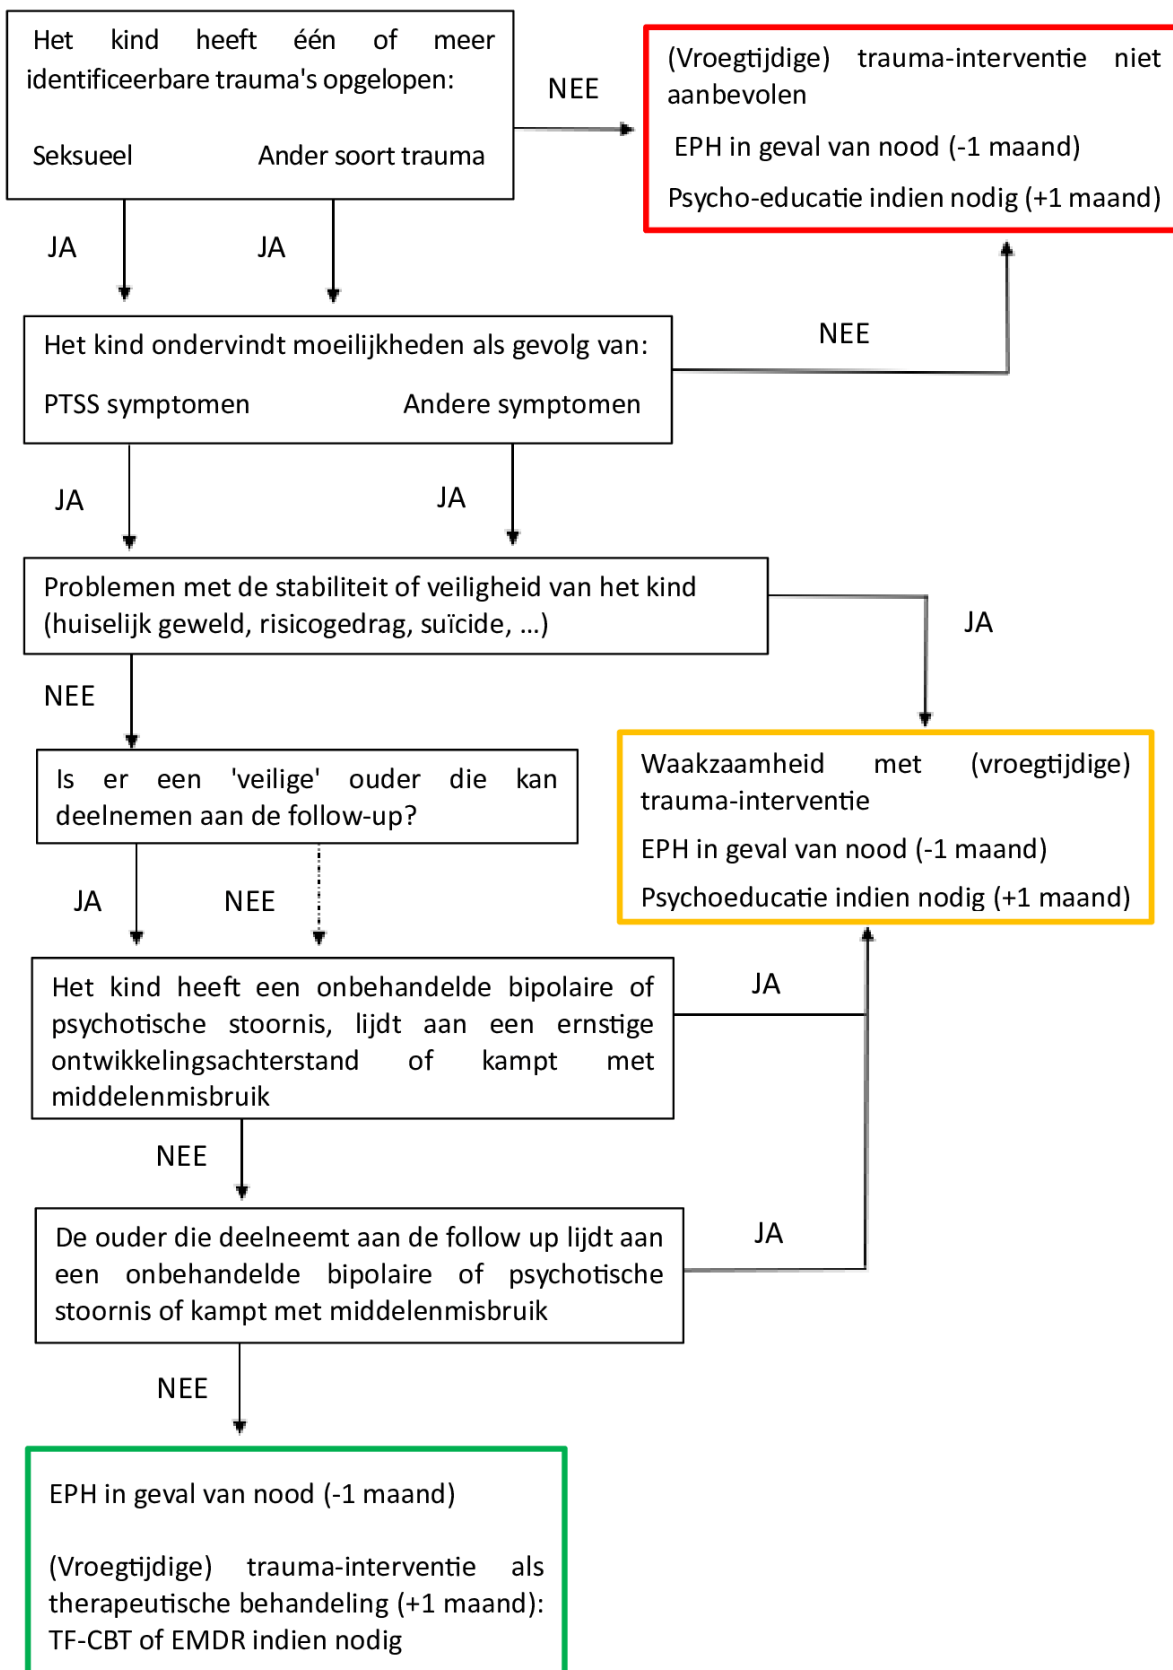 Het kind heeft één of meer
identificeerbare trauma's opgelopen:
Seksueel Ander soort trauma
NEE
(Vroegtijdige) trauma-interventie niet
aanbevolen
EPH in geval van nood (-1 maand)
Psycho-educatie indien nodig (+1 maand)
JA JA
Het kind ondervindt moeilijkheden als gevolg van:
PTSS symptomen Andere symptomen
NEE
JA JA
Problemen met de stabiliteit of veiligheid van het kind
(huiselijk geweld, risicogedrag, suïcide, ...)
JA
NEE
Is er een 'veilige' ouder die kan
deelnemen aan de follow-up?
Waakzaamheid met (vroegtijdige)
trauma-interventie
EPH in geval van nood (-1 maand)
Psychoeducatie indien nodig (+1 maand)
JA NEE
Het kind heeft een onbehandelde bipolaire of
psychotische stoornis, lijdt aan een ernstige
ontwikkelingsachterstand of kampt met
middelenmisbruik
JA
NEE
De ouder die deelneemt aan de follow up lijdt aan
een onbehandelde bipolaire of psychotische
stoornis of kampt met middelenmisbruik
JA
NEE
EPH in geval van nood (-1 maand)
(Vroegtijdige) trauma-interventie als
therapeutische behandeling (+1 maand):
TF-CBT of EMDR indien nodig